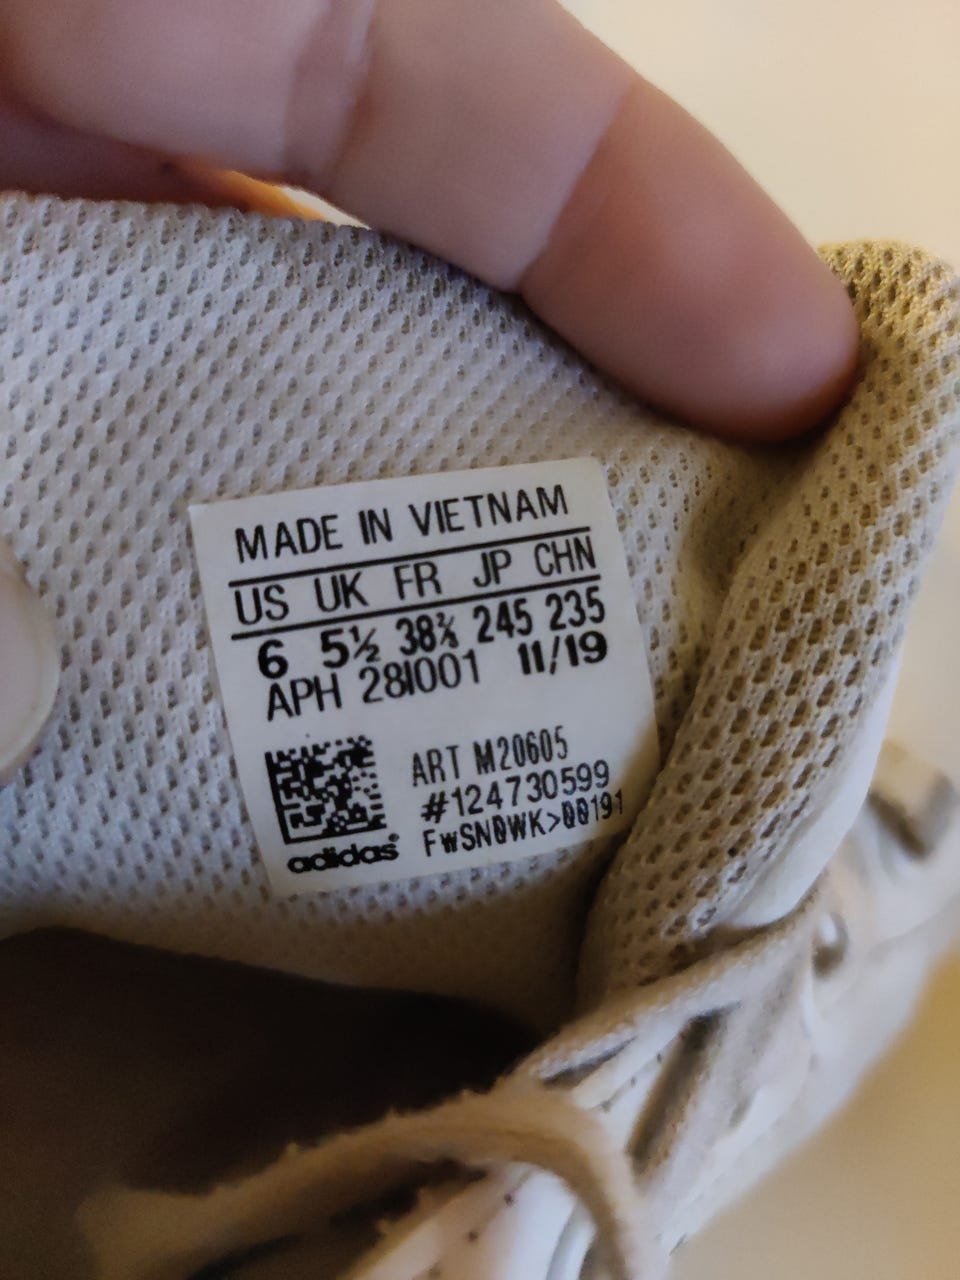 MADE IN VIETNAM
US UK FR JP CHN
6 5½ 38⅔ 245 235
APH 28I001 11/19
ART M20605
#124730599
FwSN0WK>00191
adidas®